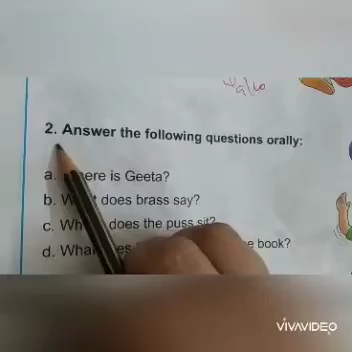 2. Answer the following questions orally:
a. ere is Geeta?
b. W t does brass say?
c. Wh does the puss sit?
d. Wha es e book?
VIVAVIDEO